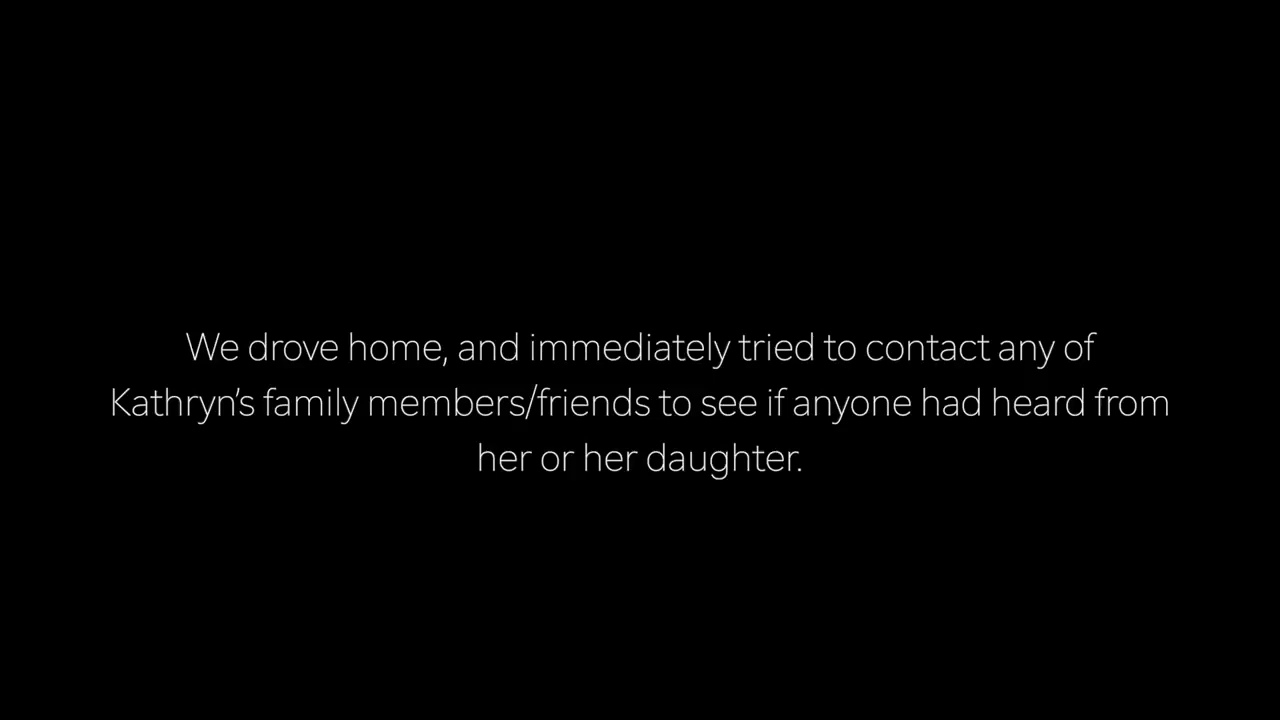 We drove home, and immediately tried to contact any of
Kathryn’s family members/friends to see if anyone had heard from
her or her daughter.